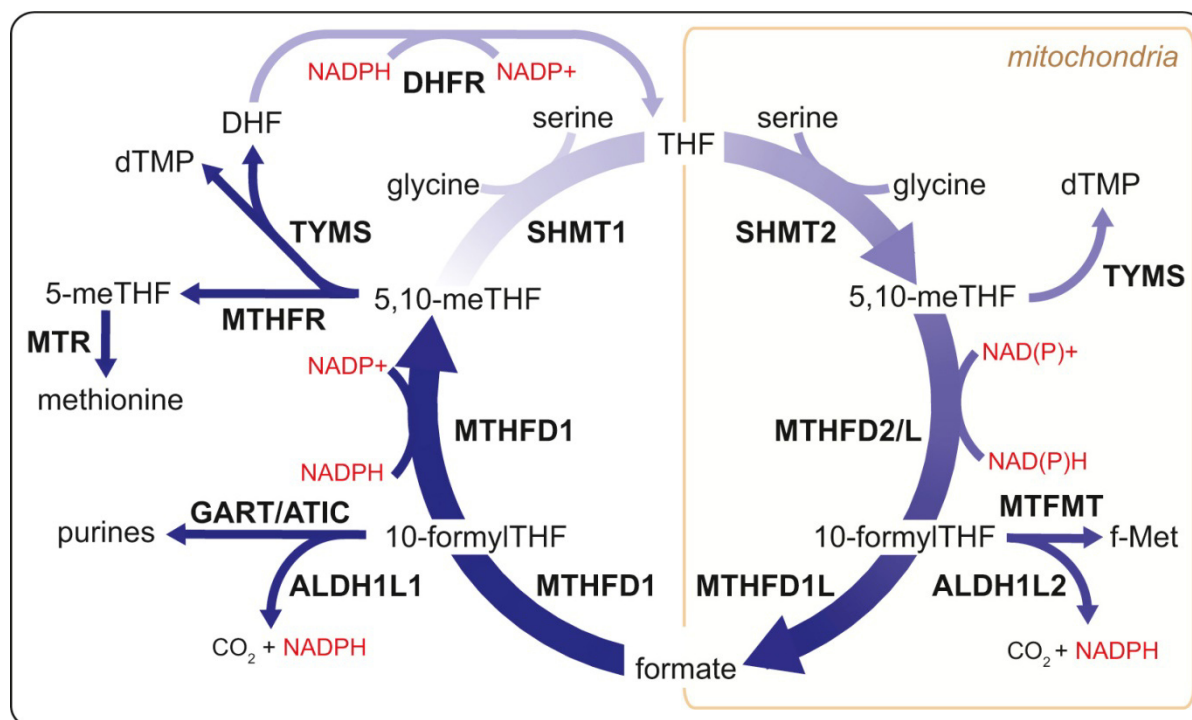 mitochondria
NADPH
NADP+
DHFR
DHF
serine
THF
serine
dTMP
glycine
glycine
dTMP
TYMS
SHMT1
SHMT2
TYMS
5-meTHF
5,10-meTHF
5,10-meTHF
MTHFR
MTR
NADP+
NAD(P)+
methionine
MTHFD1
MTHFD2/L
NADPH
NAD(P)H
GART/ATIC
MTFMT
purines
10-formylTHF
10-formylTHF
f-Met
ALDH1L1
MTHFD1
MTHFD1L
ALDH1L2
CO2 + NADPH
formate
CO2 + NADPH